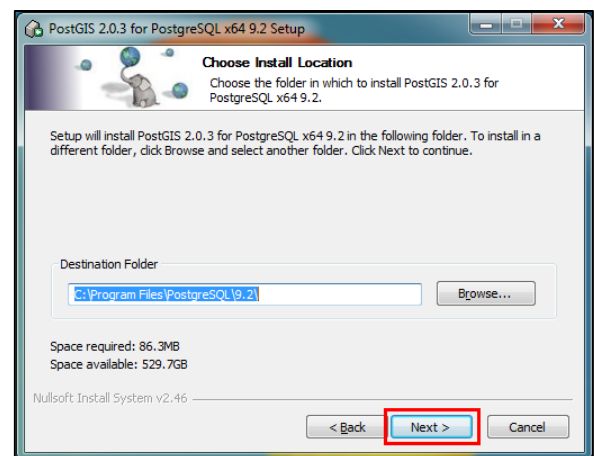 PostGIS 2.0.3 for PostgreSQL x64 9.2 Setup
Choose Install Location
Choose the folder in which to install PostGIS 2.0.3 for
PostgreSQL x64 9.2.
Setup will install PostGIS 2.0.3 for PostgreSQL x64 9.2 in the following folder. To install in a
different folder, click Browse and select another folder. Click Next to continue.
Destination Folder
C:\Program Files\PostgreSQL\9.2\
Browse...
Space required: 86.3MB
Space available: 529.7GB
Nullsoft Install System v2.46
< Back
Next >
Cancel